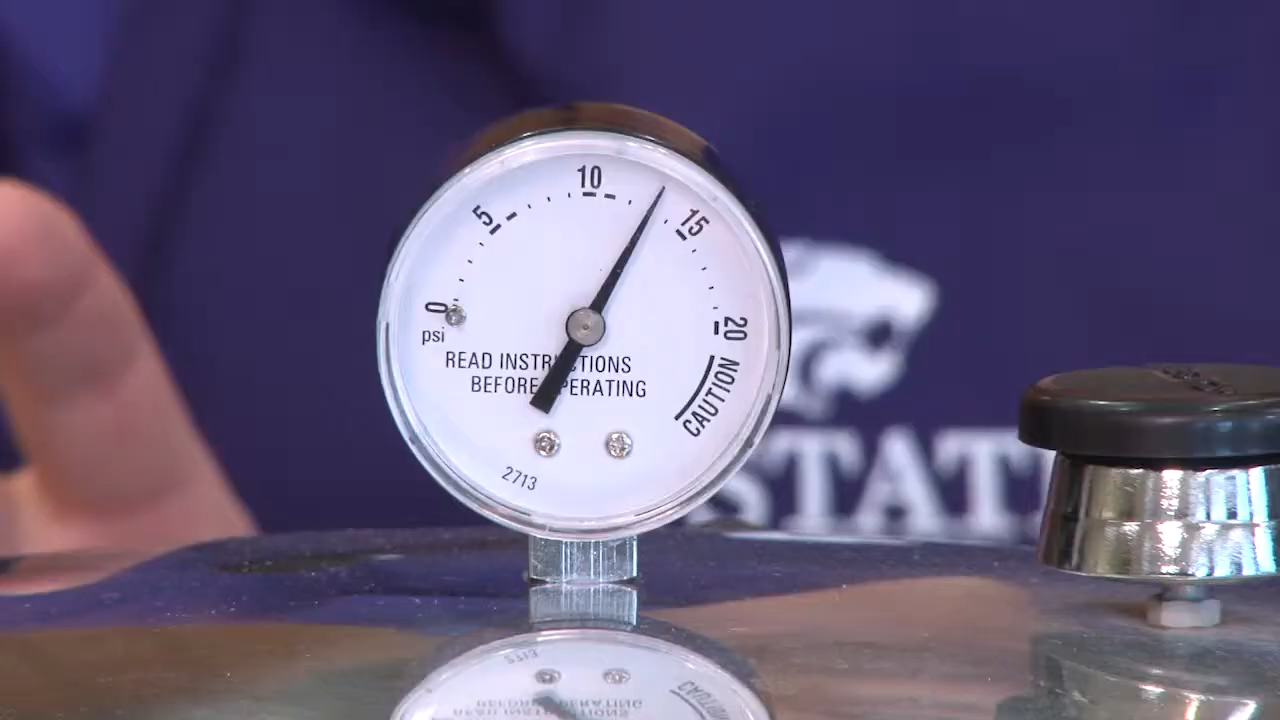 0
5
10
15
20
psi
READ INSTRUCTIONS
BEFORE OPERATING
CAUTION
2713
STAT